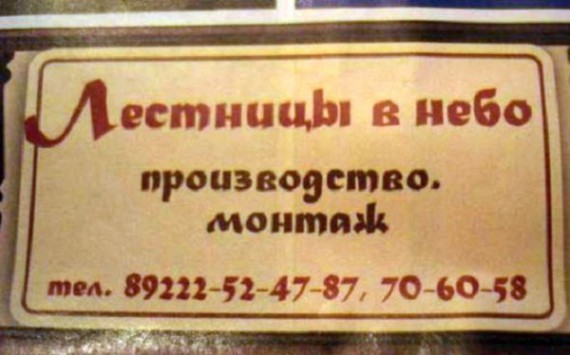 Лестницы в небо
производство.
монтаж
тел. 89222-52-47-87, 70-60-58